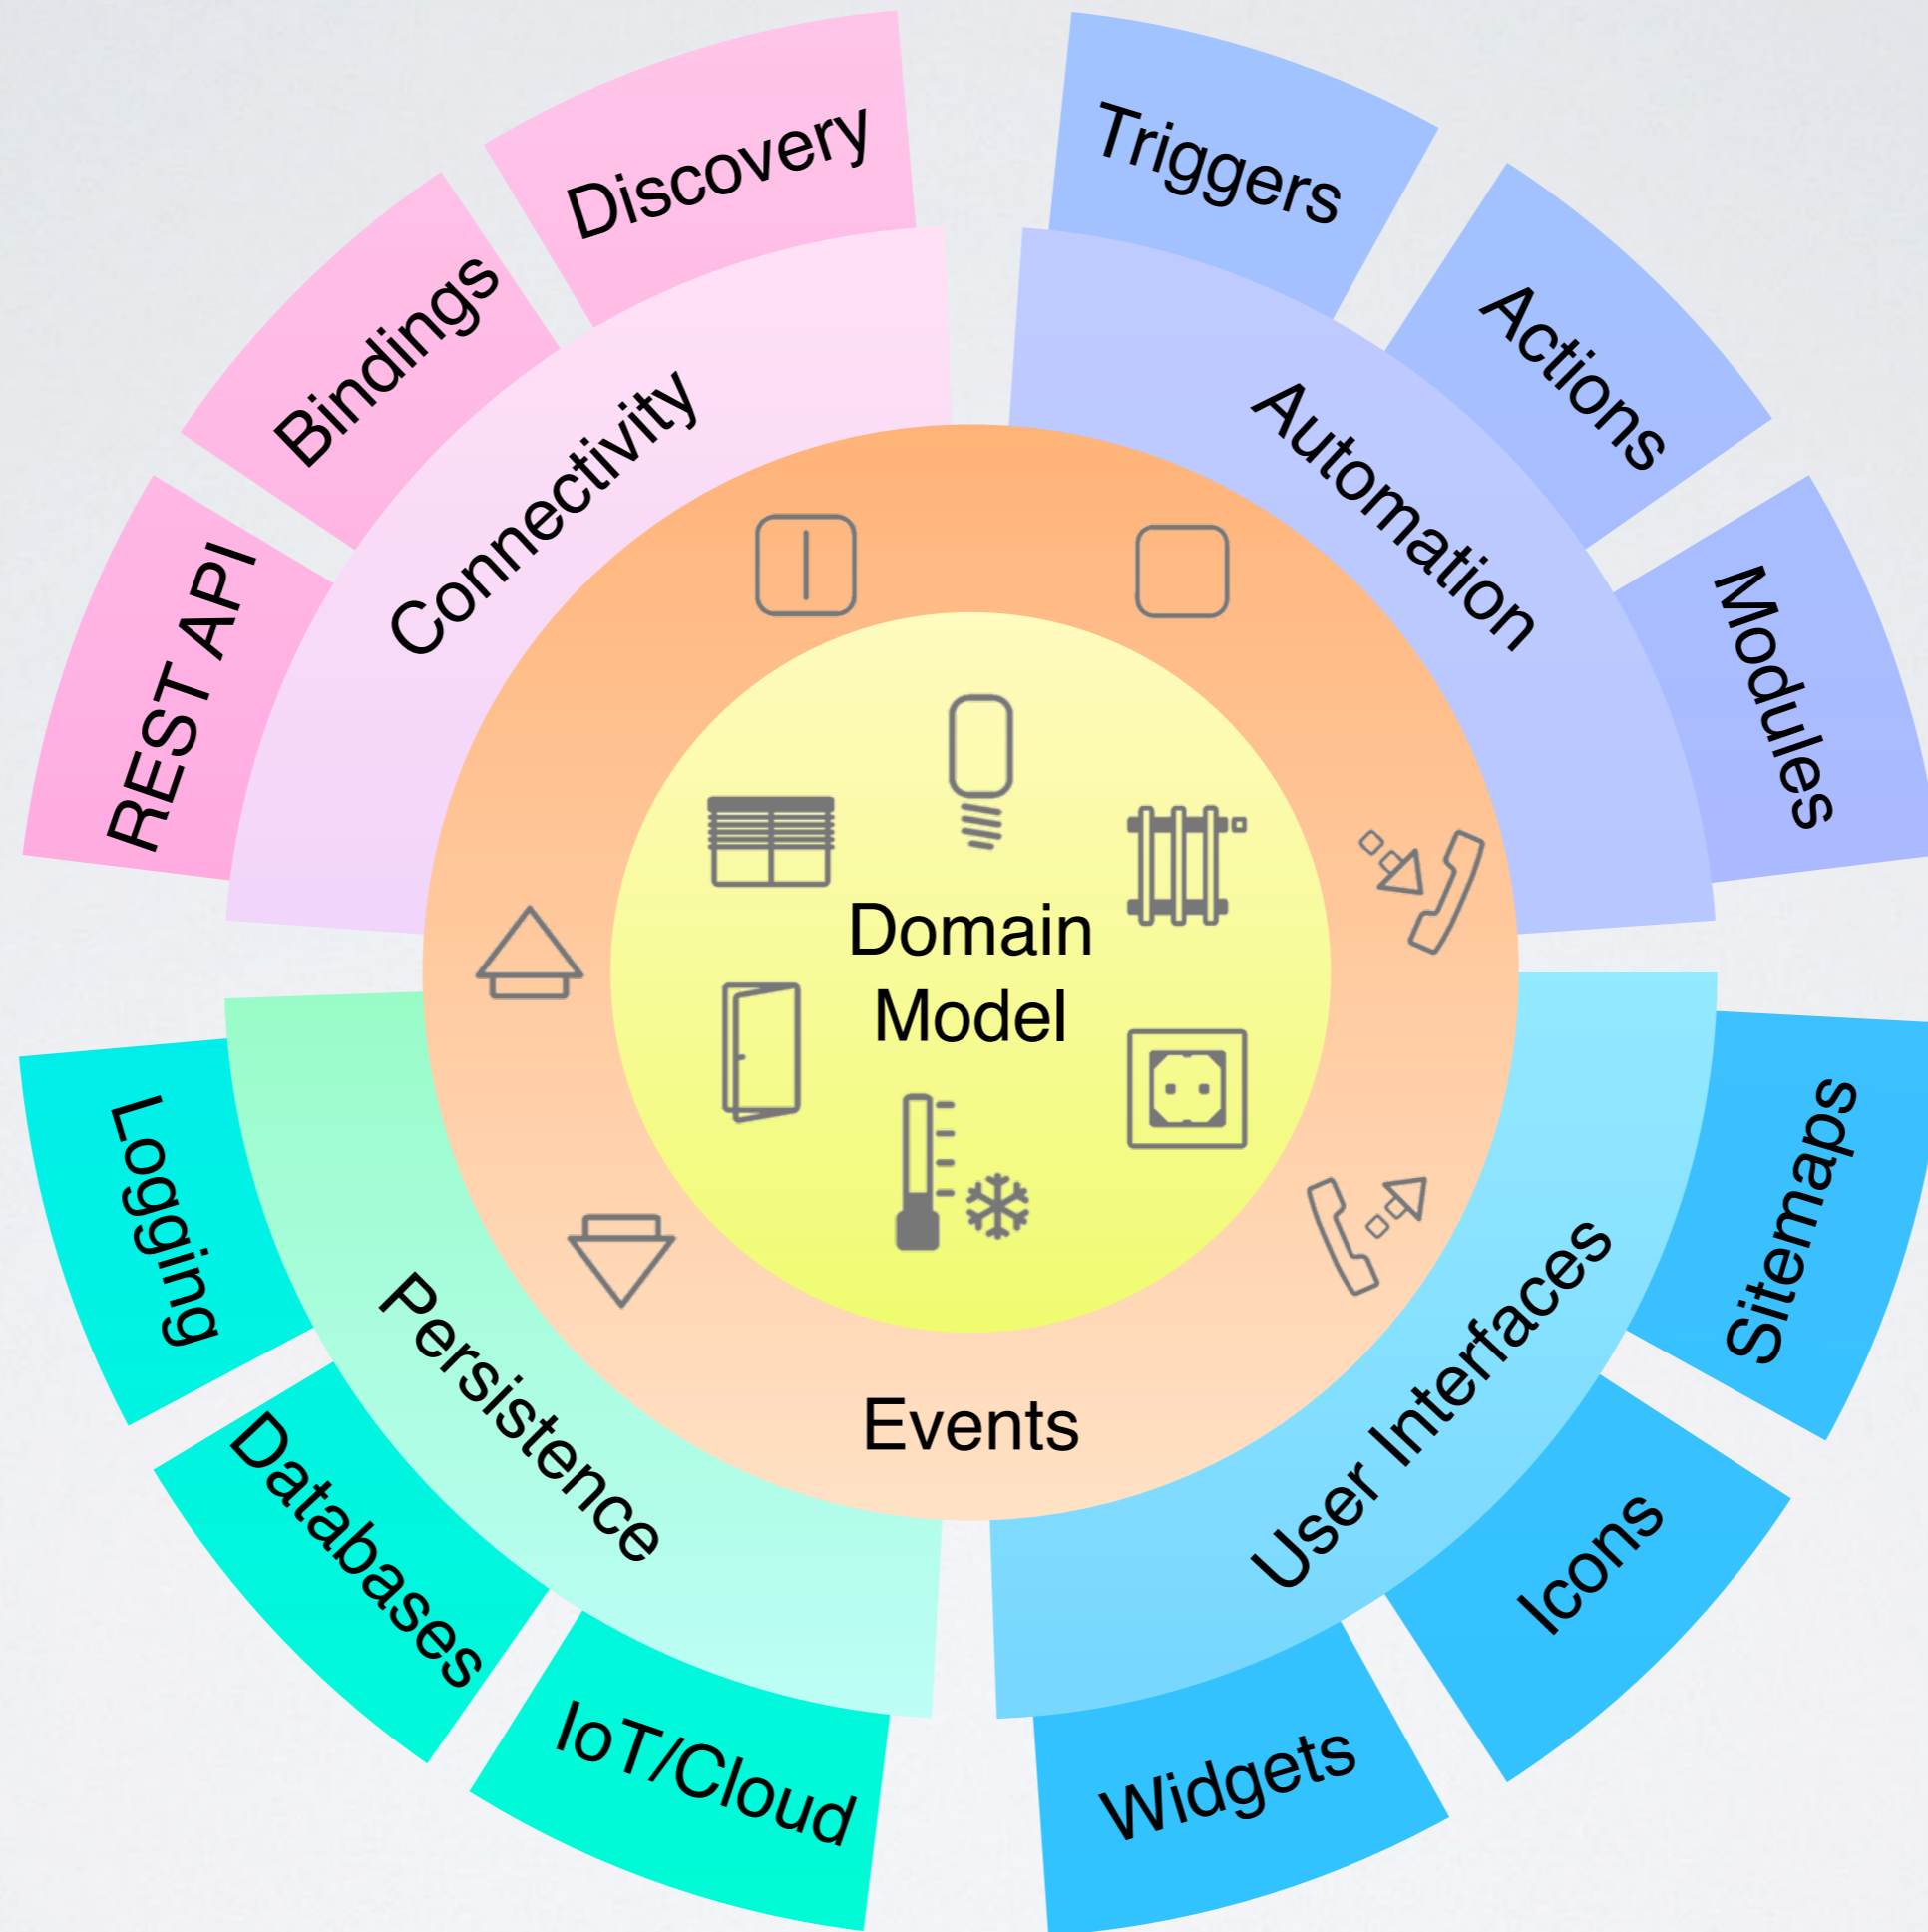 Discovery
Triggers
Bindings
Actions
REST API
Connectivity
Automation
Modules
Domain
Model
Logging
Persistence
Events
User Interfaces
Sitemaps
Databases
Icons
IoT/Cloud
Widgets